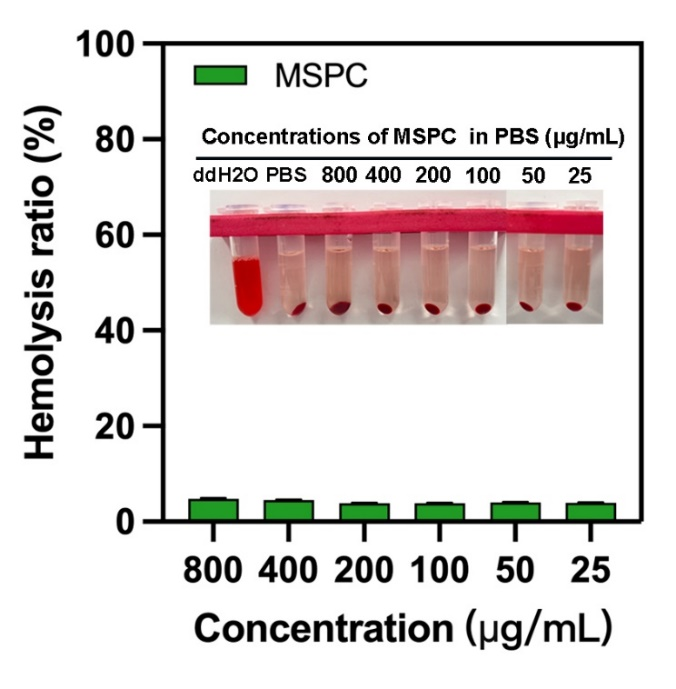 100
MSPC
Concentrations of MSPC in PBS (µg/mL)
ddH2O PBS 800 400 200 100 50 25
80
60
40
20
0
Hemolysis ratio (%)
800 400 200 100 50 25
Concentration (µg/mL)